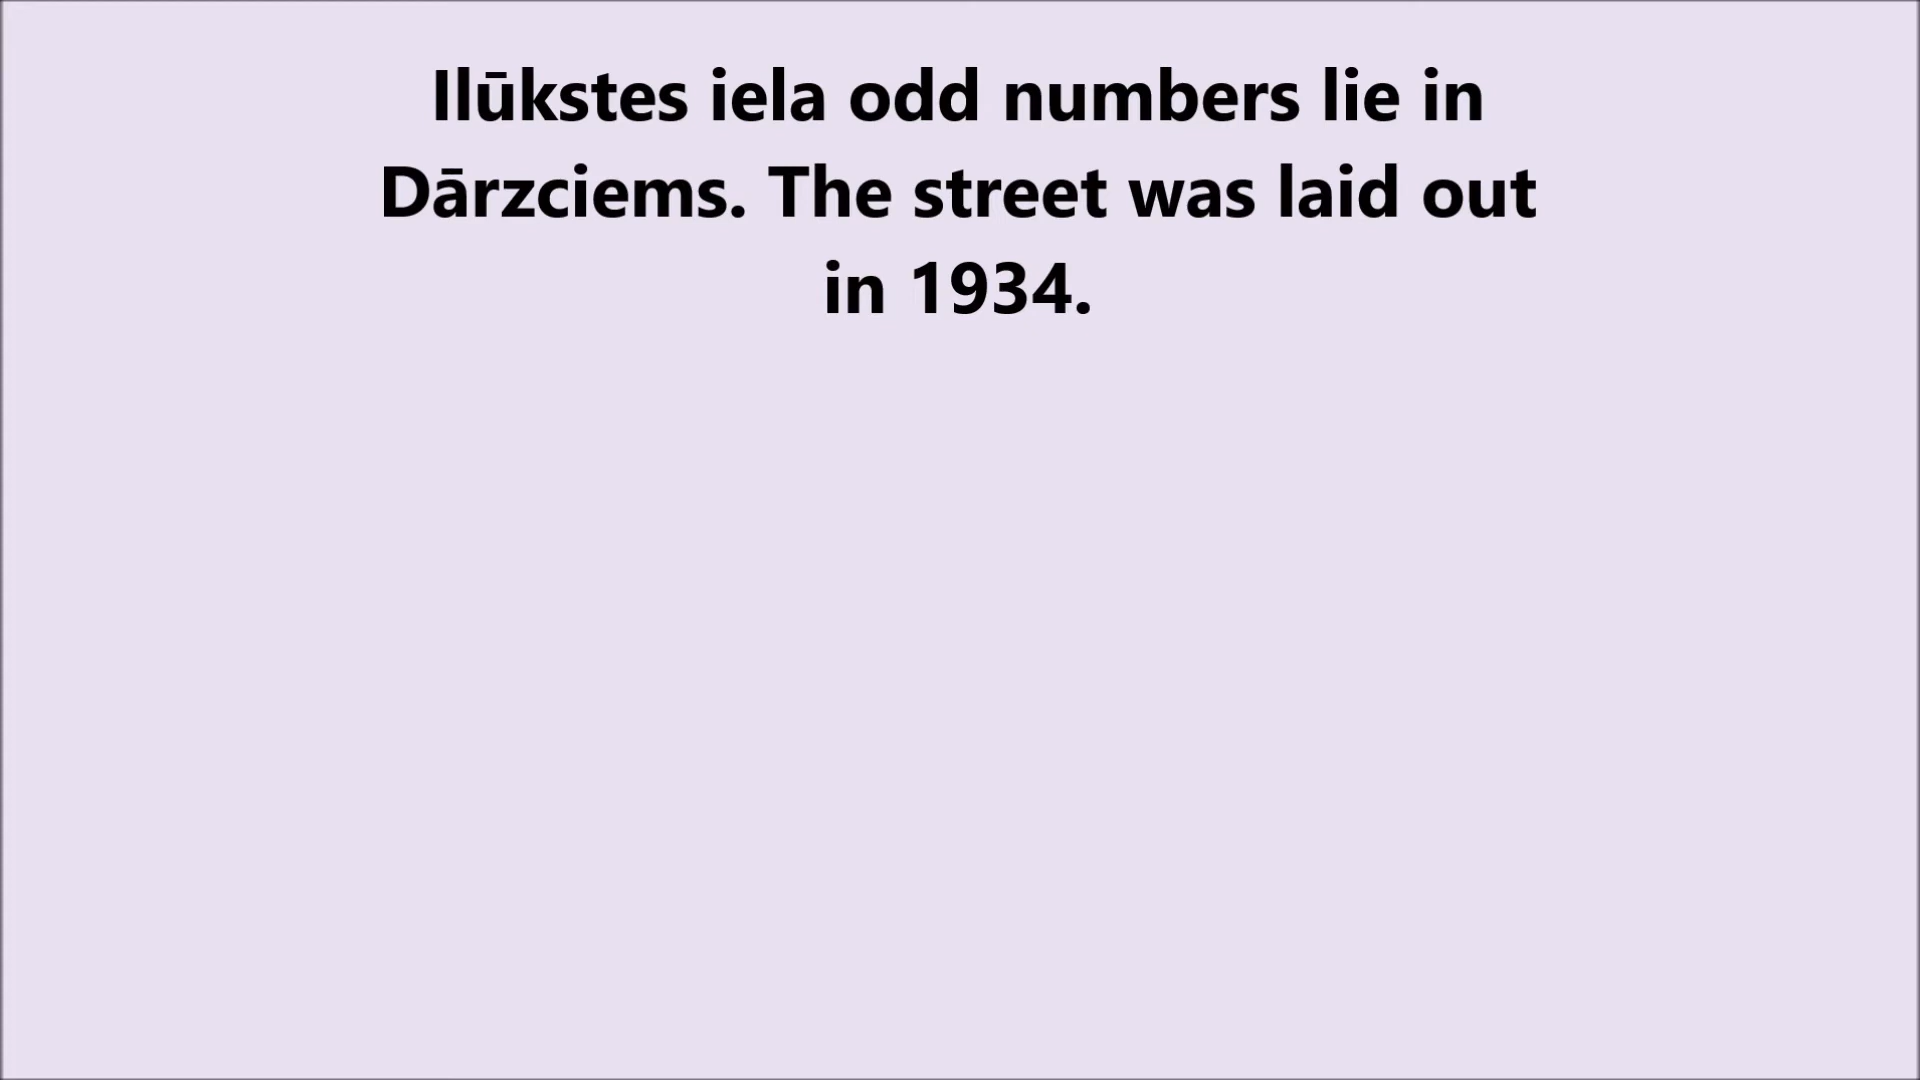 Ilūkstes iela odd numbers lie in
Dārzciems. The street was laid out
in 1934.